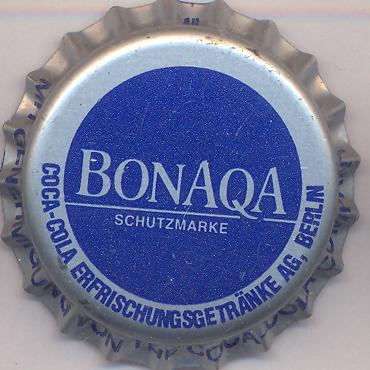 BONAQA
SCHUTZMARKE
COCA-COLA ERFRISCHUNGSGETRÄNKE AG, BERLIN